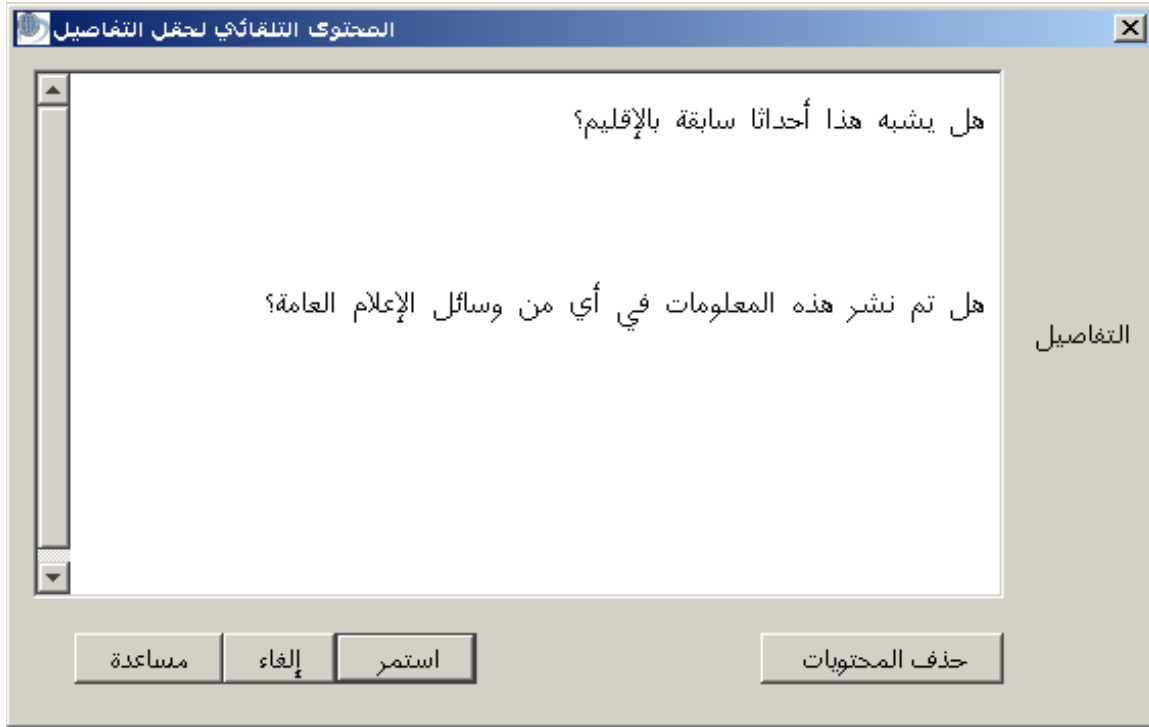 المحتوى التلقائي لحقل التفاصيل
هل يشبه هذا أحداثا سابقة بالإقليم؟
هل تم نشر هذه المعلومات في أي من وسائل الإعلام العامة؟
التفاصيل
حذف المحتويات
استمر
إلغاء
مساعدة